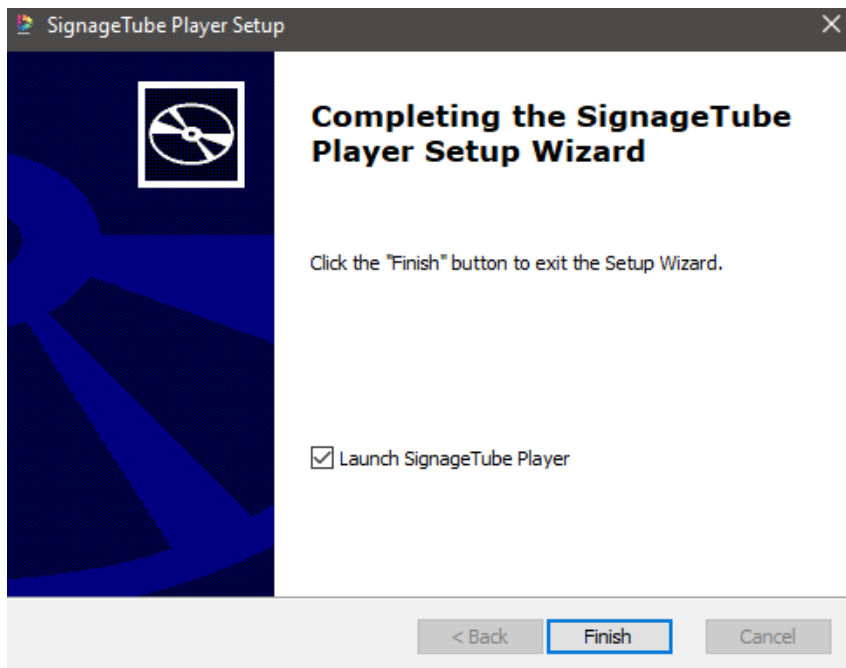 SignageTube Player Setup
Completing the SignageTube
Player Setup Wizard
Click the "Finish" button to exit the Setup Wizard.
Launch SignageTube Player
< Back
Finish
Cancel